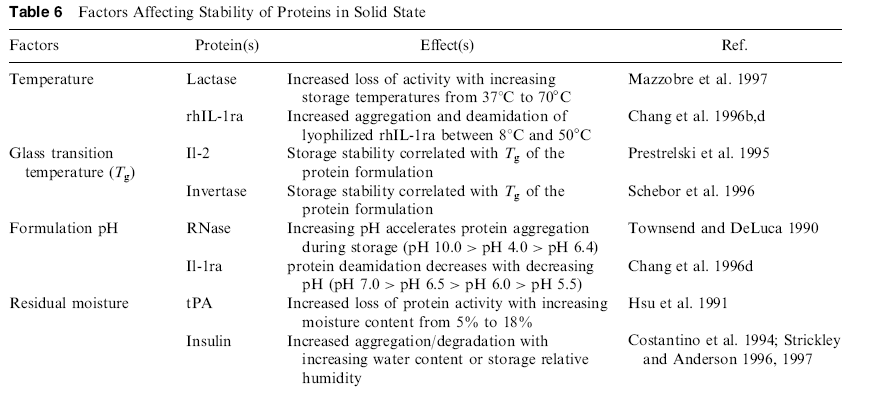 Table 6 Factors Affecting Stability of Proteins in Solid State
Factors Protein(s) Effect(s) Ref.
Temperature Lactase Increased loss of activity with increasing Mazzobre et al. 1997
storage temperatures from 37°C to 70°C
rhIL-1ra Increased aggregation and deamidation of Chang et al. 1996b,d
lyophilized rhIL-1ra between 8°C and 50°C
Glass transition Il-2 Storage stability correlated with Tg of the Prestrelski et al. 1995
temperature (Tg) protein formulation
Invertase Storage stability correlated with Tg of the Schebor et al. 1996
protein formulation
Formulation pH RNase Increasing pH accelerates protein aggregation Townsend and DeLuca 1990
during storage (pH 10.0 > pH 4.0 > pH 6.4)
Il-1ra protein deamidation decreases with decreasing Chang et al. 1996d
pH (pH 7.0 > pH 6.5 > pH 6.0 > pH 5.5)
Residual moisture tPA Increased loss of protein activity with increasing Hsu et al. 1991
moisture content from 5% to 18%
Insulin Increased aggregation/degradation with Costantino et al. 1994; Strickley
increasing water content or storage relative and Anderson 1996, 1997
humidity